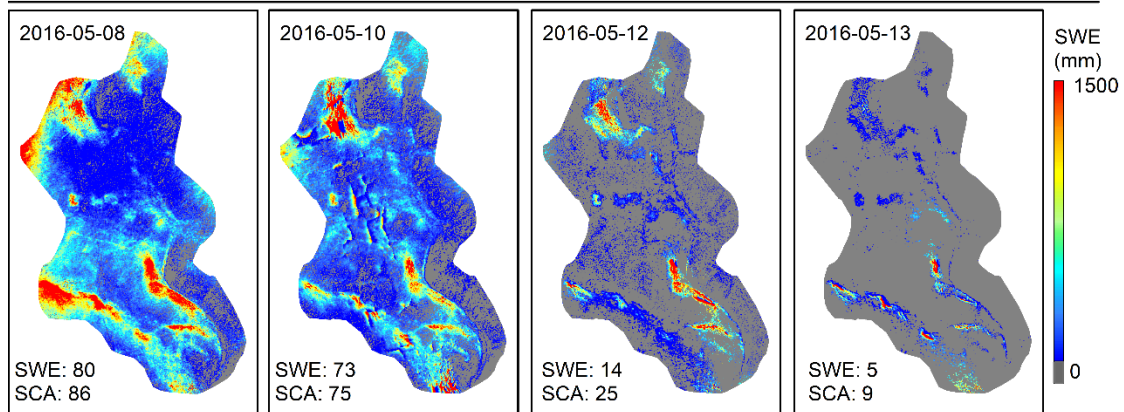 2016-05-08
SWE: 80
SCA: 86
2016-05-10
SWE: 73
SCA: 75
2016-05-12
SWE: 14
SCA: 25
2016-05-13
SWE: 5
SCA: 9
SWE
(mm)
1500
0